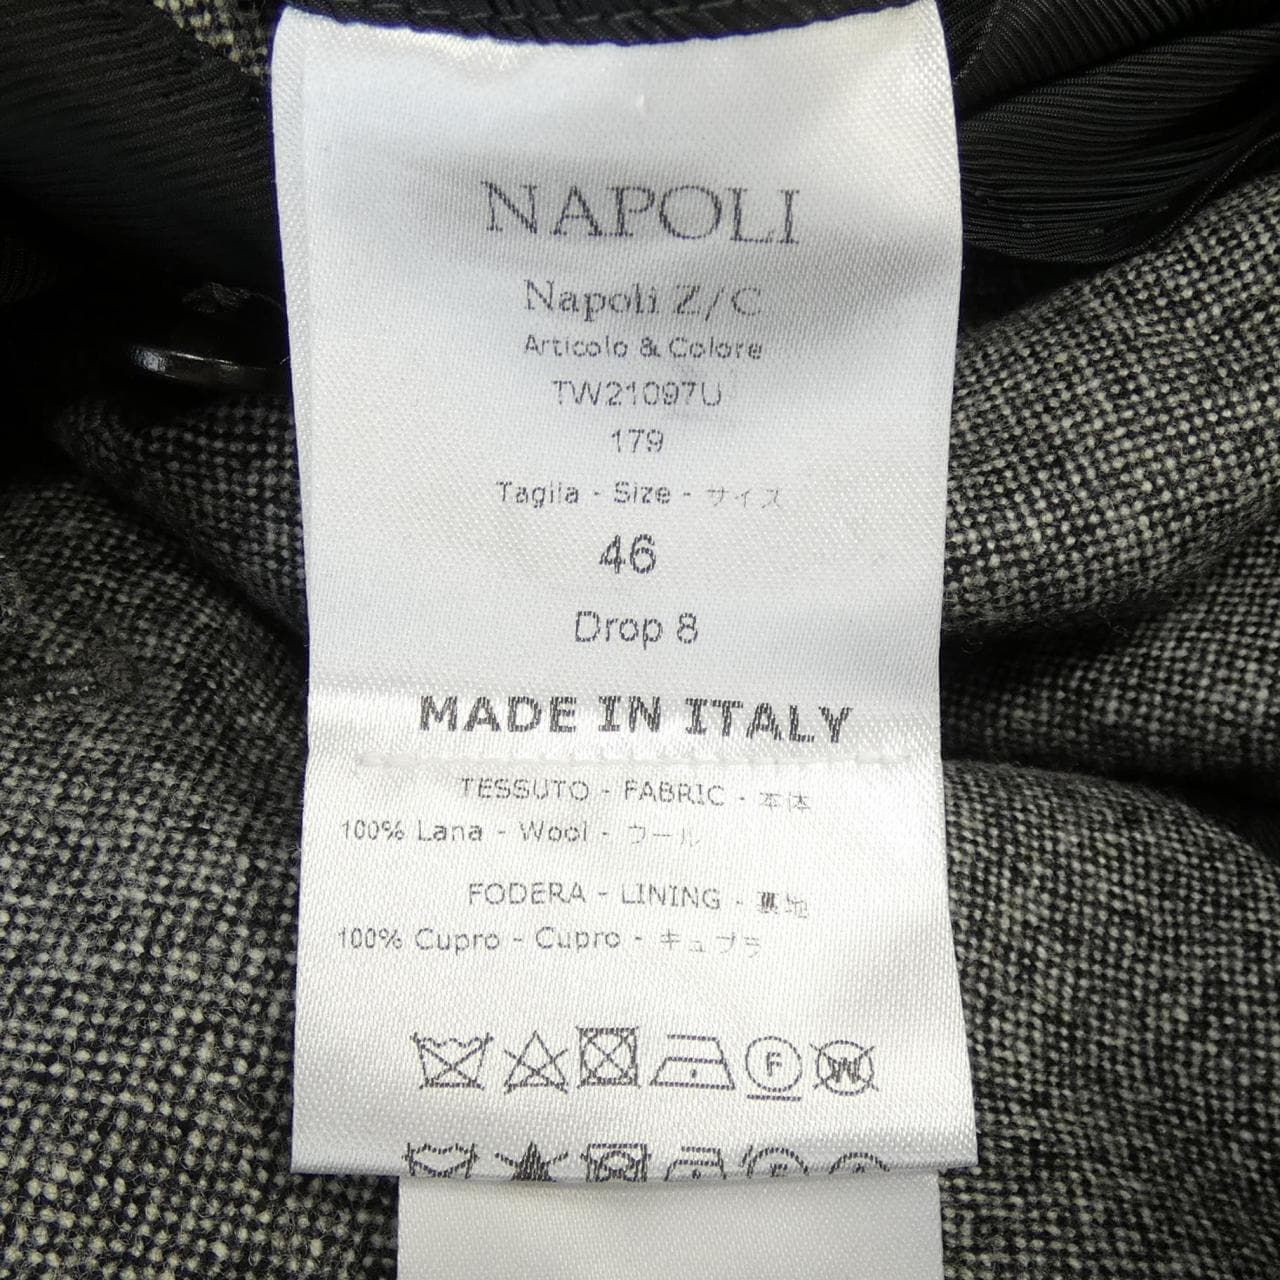 NAPOLI
Napoli Z/C
Articolo & Colore
TW21097U
179
Taglia - Size - サイズ
46
Drop 8
MADE IN ITALY
TESSUTO - FABRIC - 本体
100% Lana - Wool - ウール
FODERA - LINING - 裏地
100% Cupro - Cupro - キュプラ
F
W